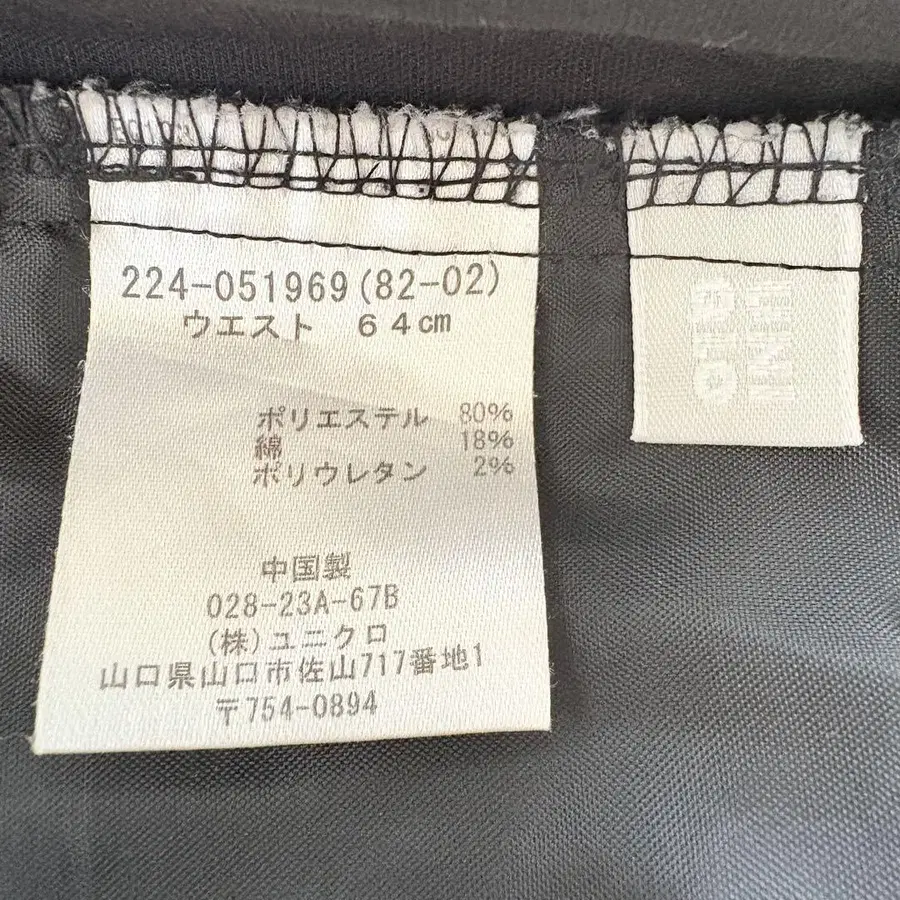 224-051969(82-02)
ウエスト 64cm
ポリエステル 80%
綿 18%
ポリウレタン 2%
中国製
028-23A-67B
(株)ユニクロ
山口県山口市佐山717番地1
〒754-0894